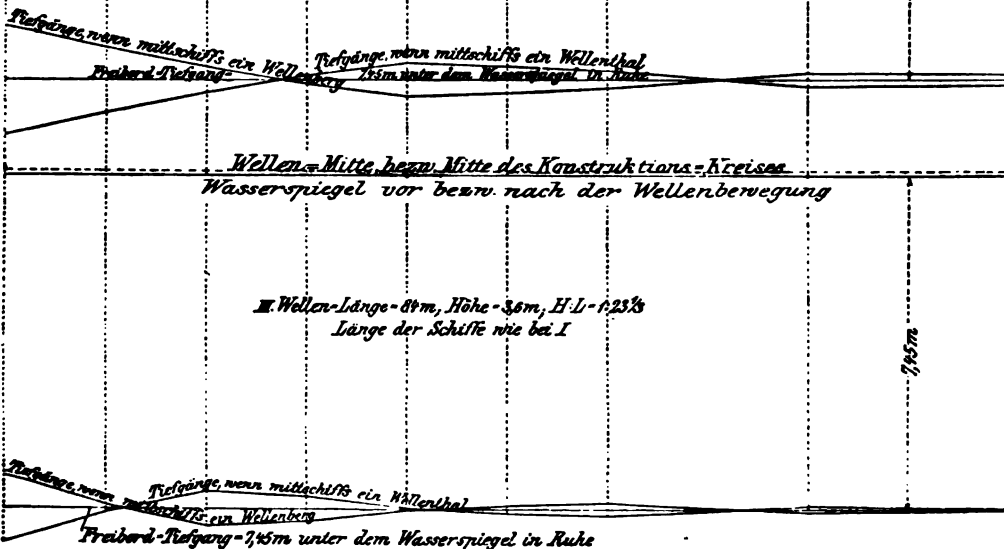 Tiefgänge, wenn mittschiffs ein Wellenberg
Tiefgänge, wenn mittschiffs ein Wellenthal
Freibord-Tiefgang = 7,45m unter dem Wasserspiegel in Ruhe
Wellen=Mitte, bezw. Mitte des Konstruktions=Kreises
Wasserspiegel vor bezw. nach der Wellenbewegung
III. Wellen-Länge = 84m, Höhe = 3,6m, H:L = 1:23⅓
Länge der Schiffe wie bei I
7,45m
Tiefgänge, wenn mittschiffs ein Wellenberg
Tiefgänge, wenn mittschiffs ein Wellenthal
Freibord-Tiefgang = 7,45m unter dem Wasserspiegel in Ruhe